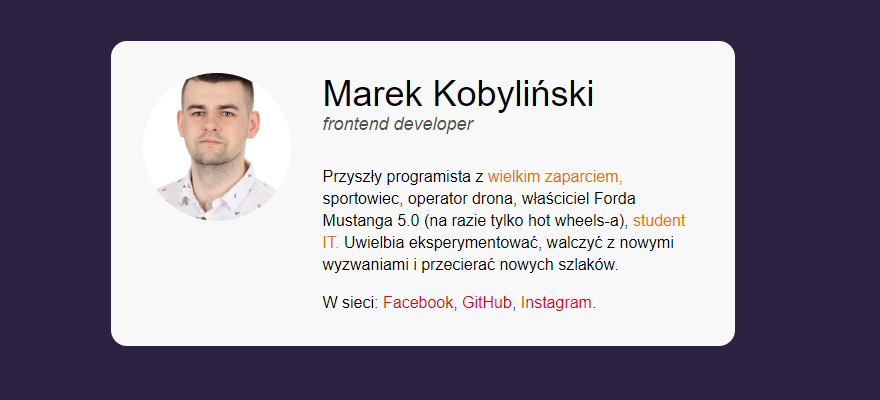 Marek Kobyliński
frontend developer
Przyszły programista z wielkim zaparciem,
sportowiec, operator drona, właściciel Forda
Mustanga 5.0 (na razie tylko hot wheels-a), student
IT. Uwielbia eksperymentować, walczyć z nowymi
wyzwaniami i przecierać nowych szlaków.
W sieci: Facebook, GitHub, Instagram.